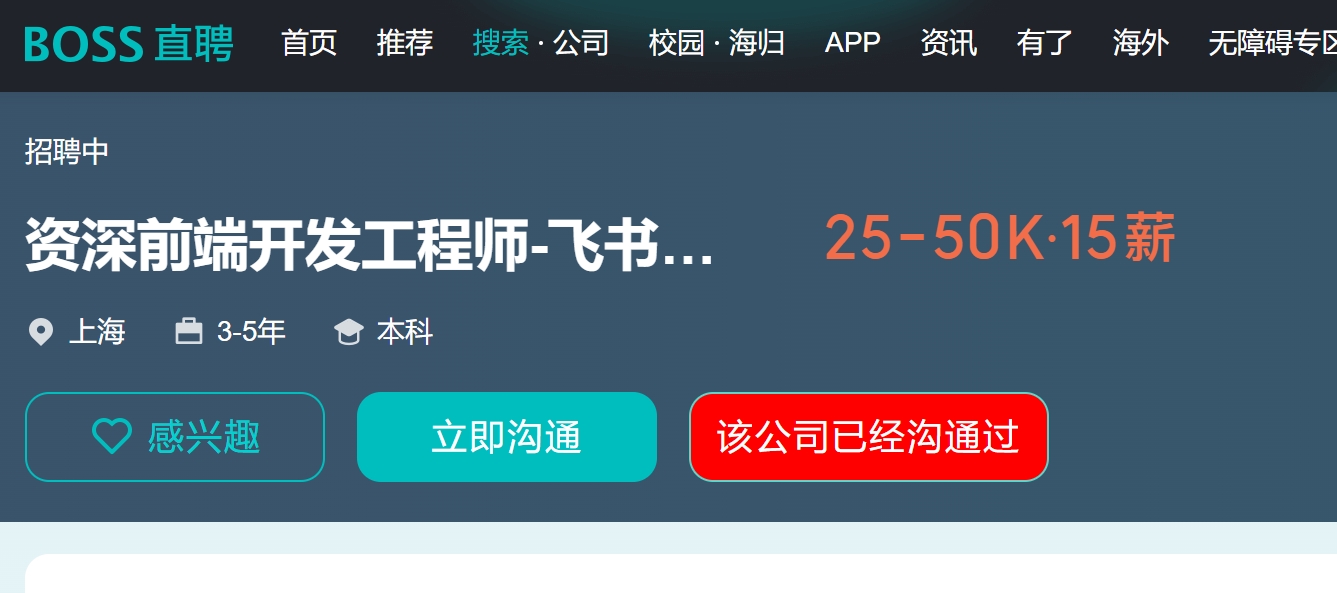 BOSS 直聘 首页 推荐 搜索 · 公司 校园 · 海归 APP 资讯 有了 海外 无障碍专区
招聘中
资深前端开发工程师-飞书... 25-50K·15薪
上海 3-5年 本科
感兴趣 立即沟通 该公司已经沟通过